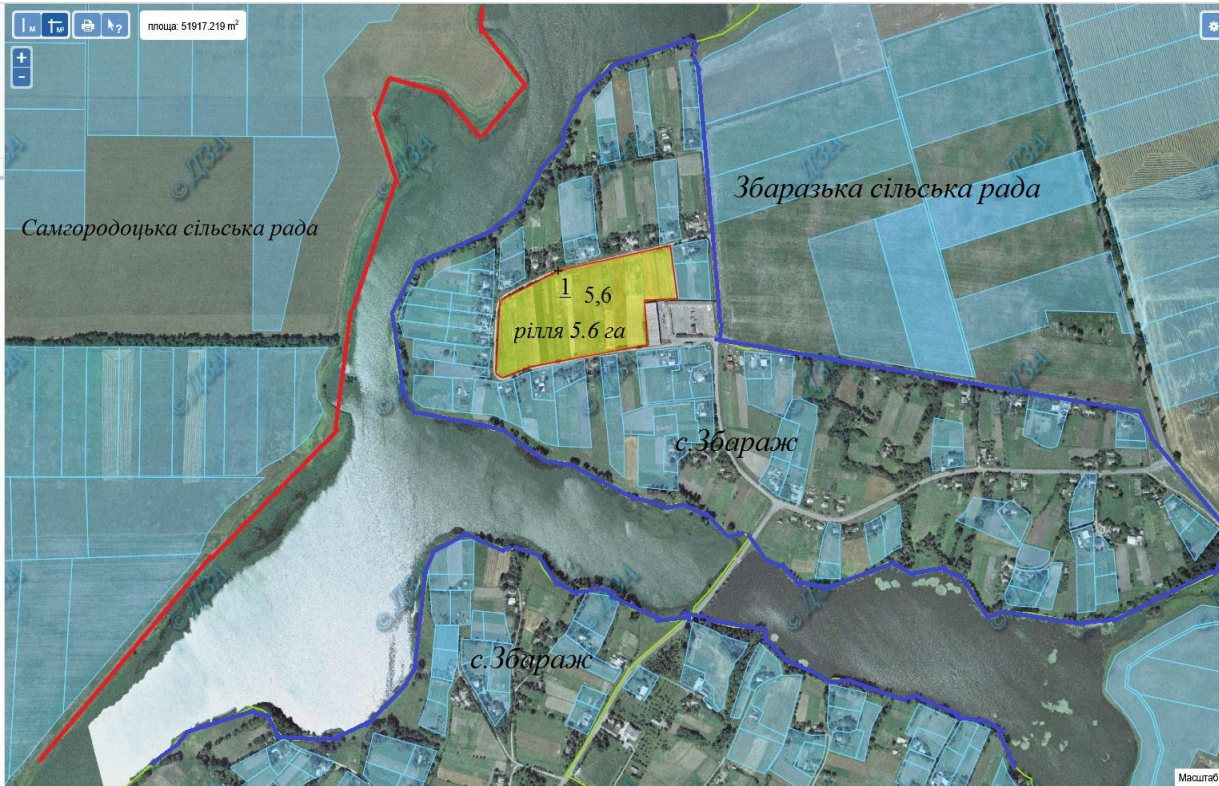 площа: 51917.219 m²
© ДЗА
Збаразька сільська рада
Самгородоцька сільська рада
1 5,6
рілля 5.6 га
с.Збараж
с.Збараж
Масштаб